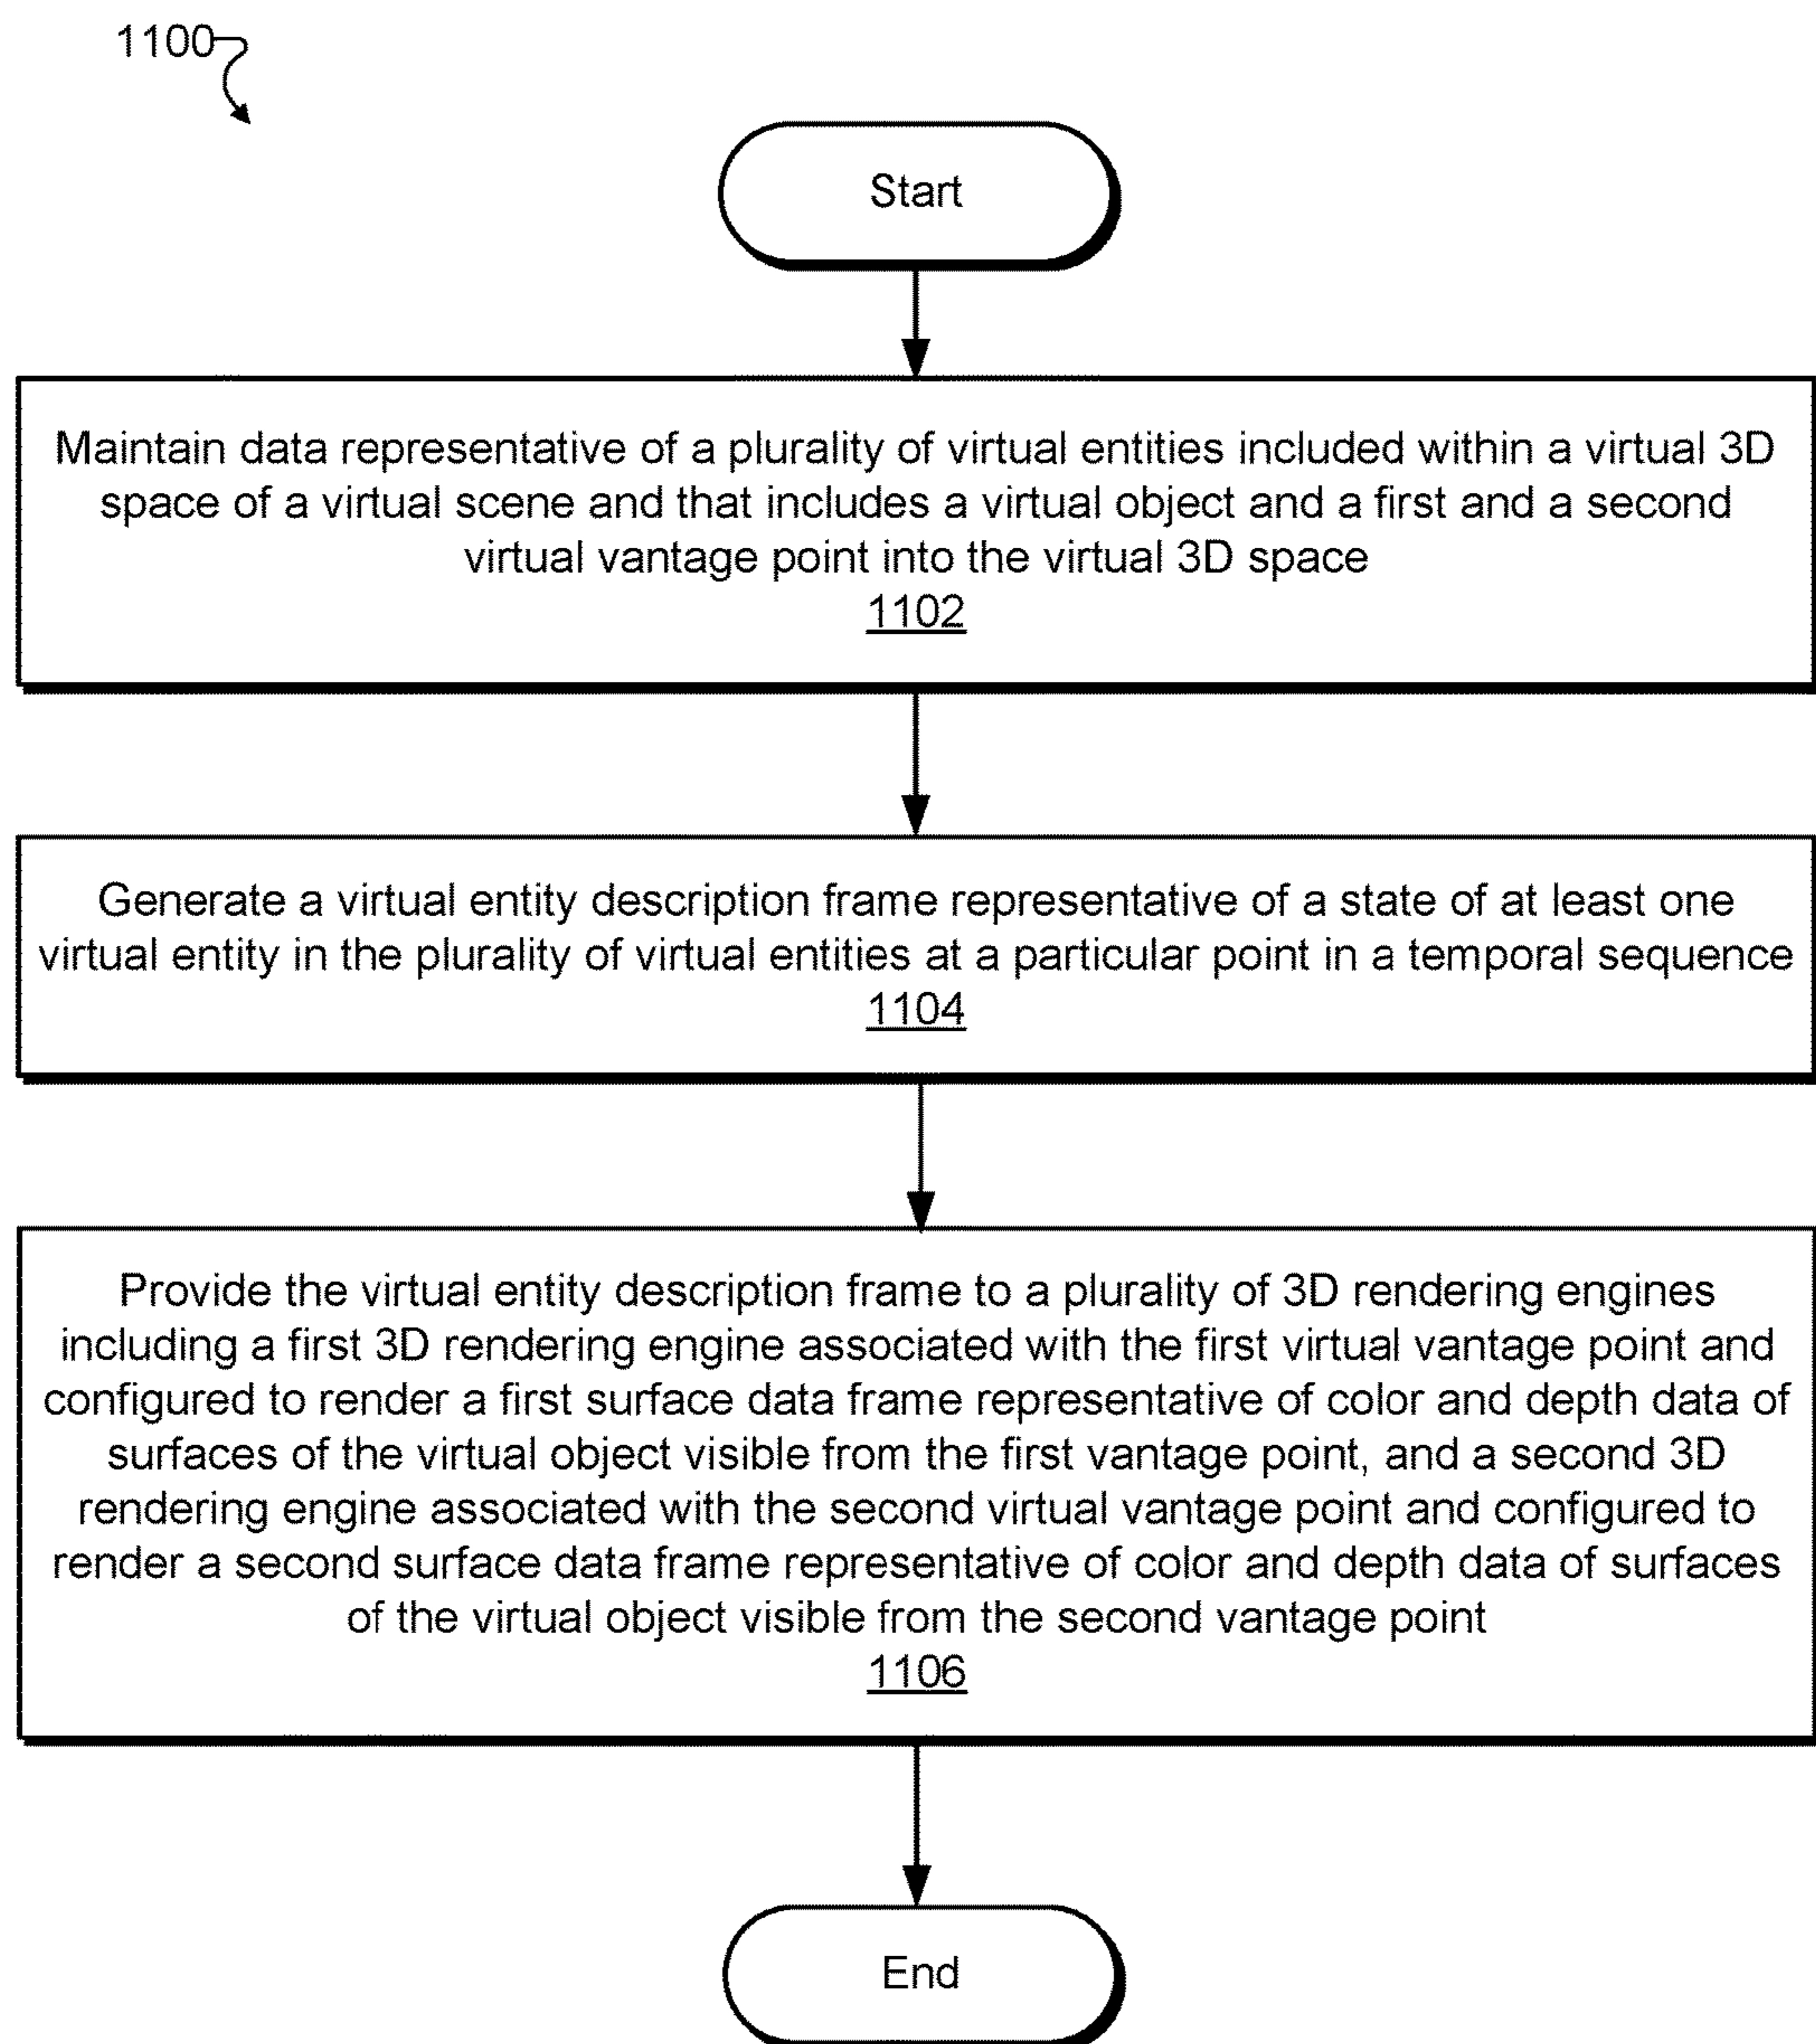 1100
Start
Maintain data representative of a plurality of virtual entities included within a virtual 3D
space of a virtual scene and that includes a virtual object and a first and a second
virtual vantage point into the virtual 3D space
1102
Generate a virtual entity description frame representative of a state of at least one
virtual entity in the plurality of virtual entities at a particular point in a temporal sequence
1104
Provide the virtual entity description frame to a plurality of 3D rendering engines
including a first 3D rendering engine associated with the first virtual vantage point and
configured to render a first surface data frame representative of color and depth data of
surfaces of the virtual object visible from the first vantage point, and a second 3D
rendering engine associated with the second virtual vantage point and configured to
render a second surface data frame representative of color and depth data of surfaces
of the virtual object visible from the second vantage point
1106
End